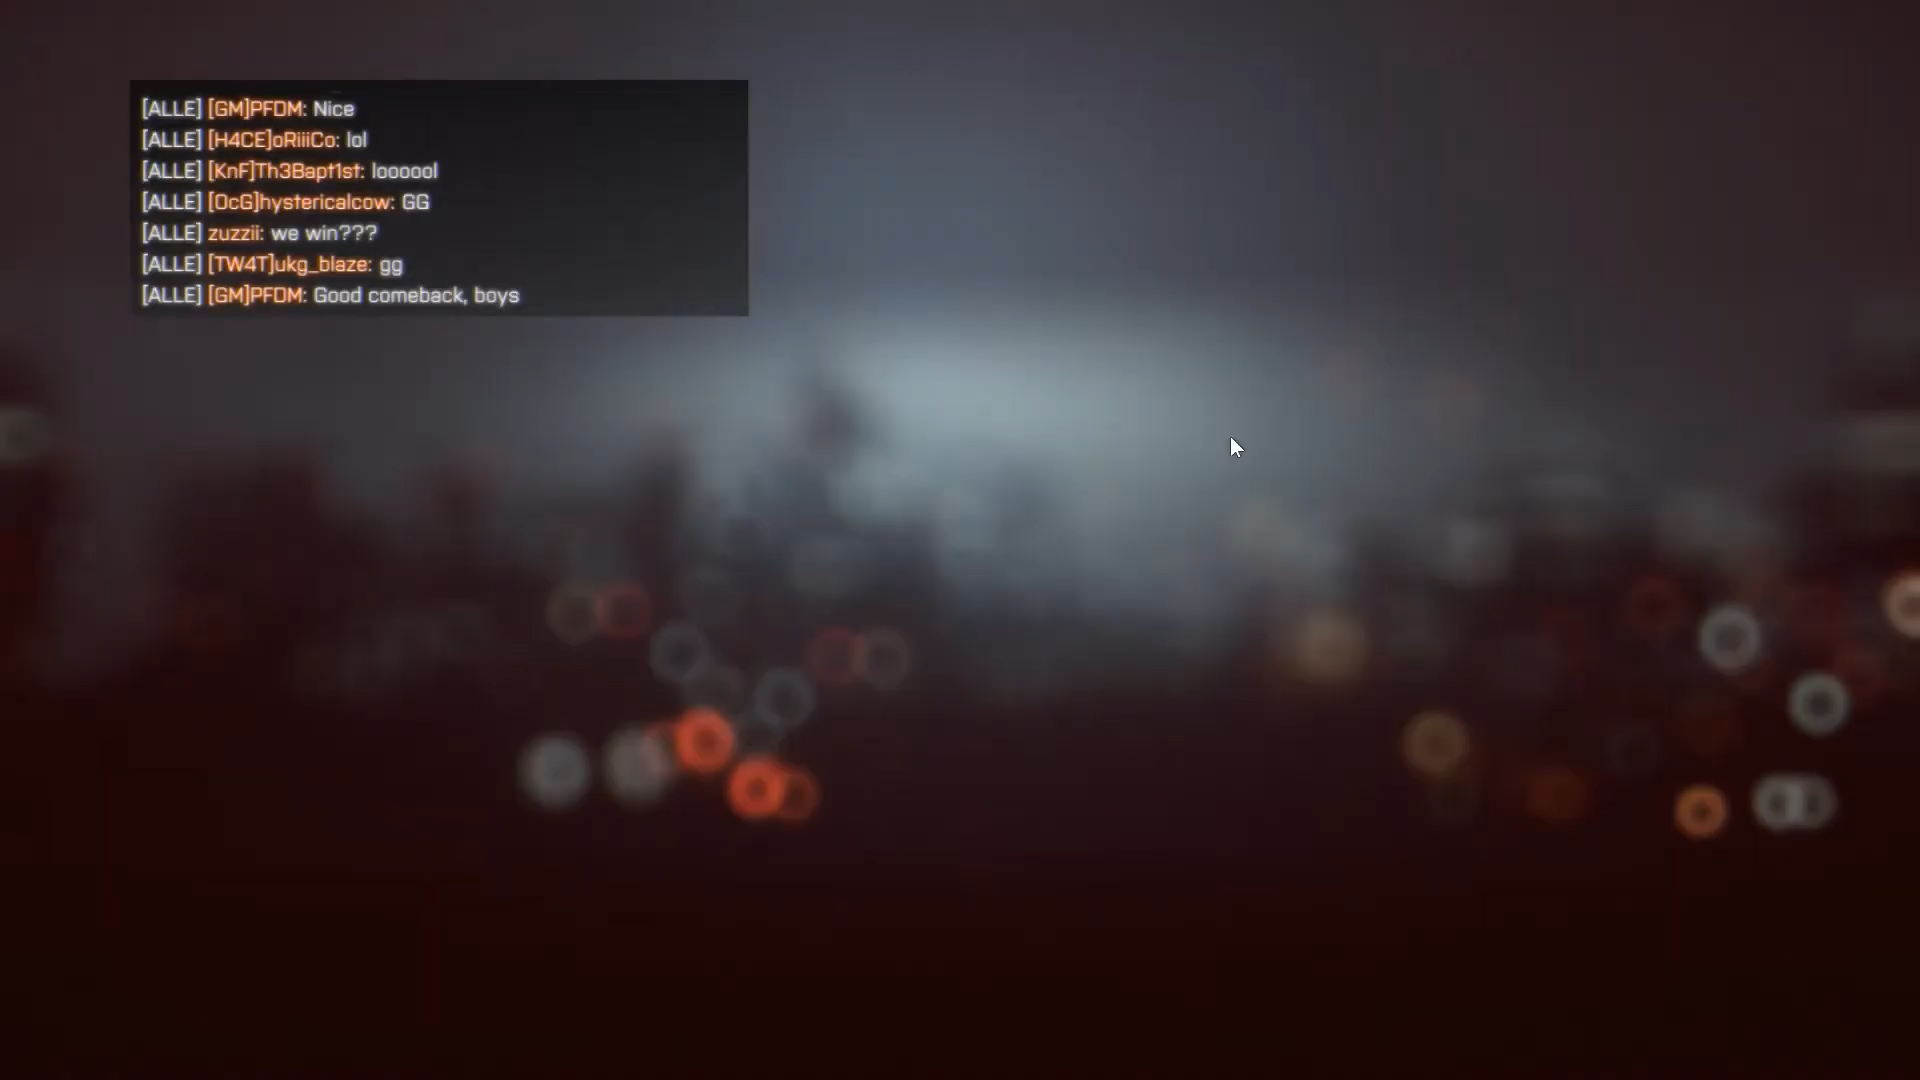 [ALLE] [GM]PFDM: Nice
[ALLE] [H4CE]oRiiiCo: lol
[ALLE] [KnF]Th3Bapt1st: loooool
[ALLE] [OcG]hystericalcow: GG
[ALLE] zuzzii: we win???
[ALLE] [TW4T]ukg_blaze: gg
[ALLE] [GM]PFDM: Good comeback, boys